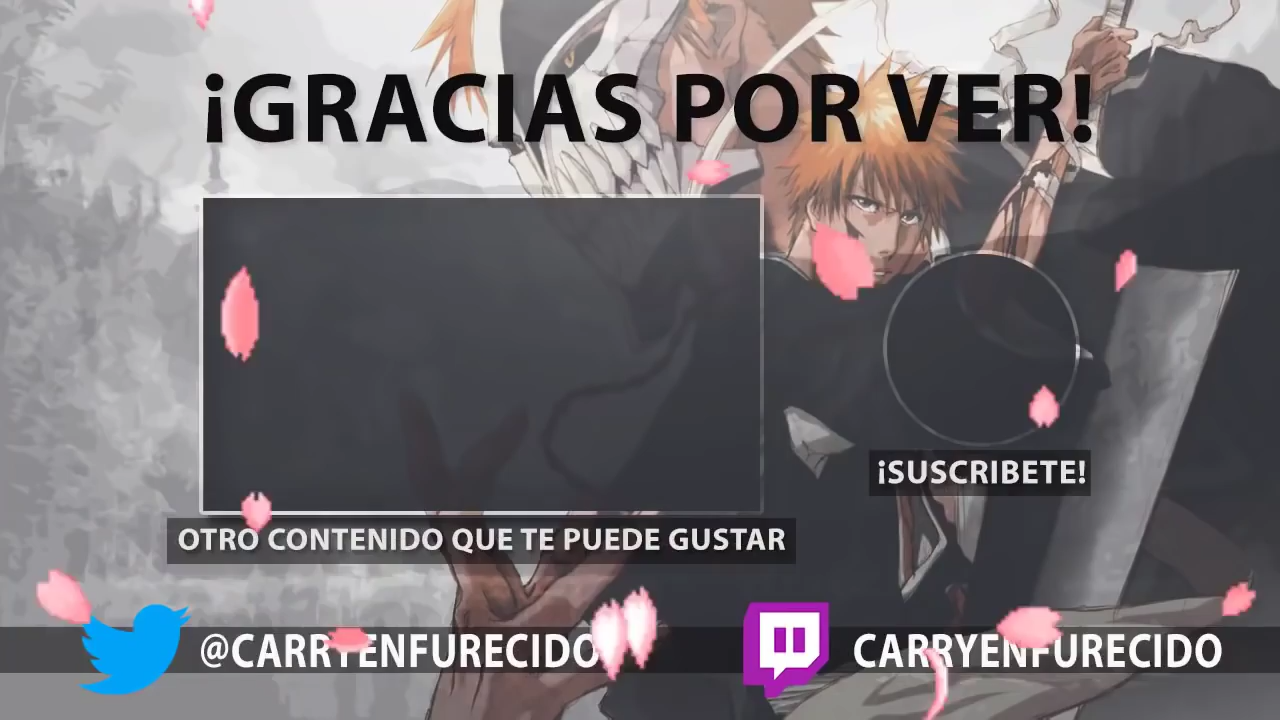 ¡GRACIAS POR VER!
¡SUSCRIBETE!
OTRO CONTENIDO QUE TE PUEDE GUSTAR
@CARRYENFURECIDO
CARRYENFURECIDO